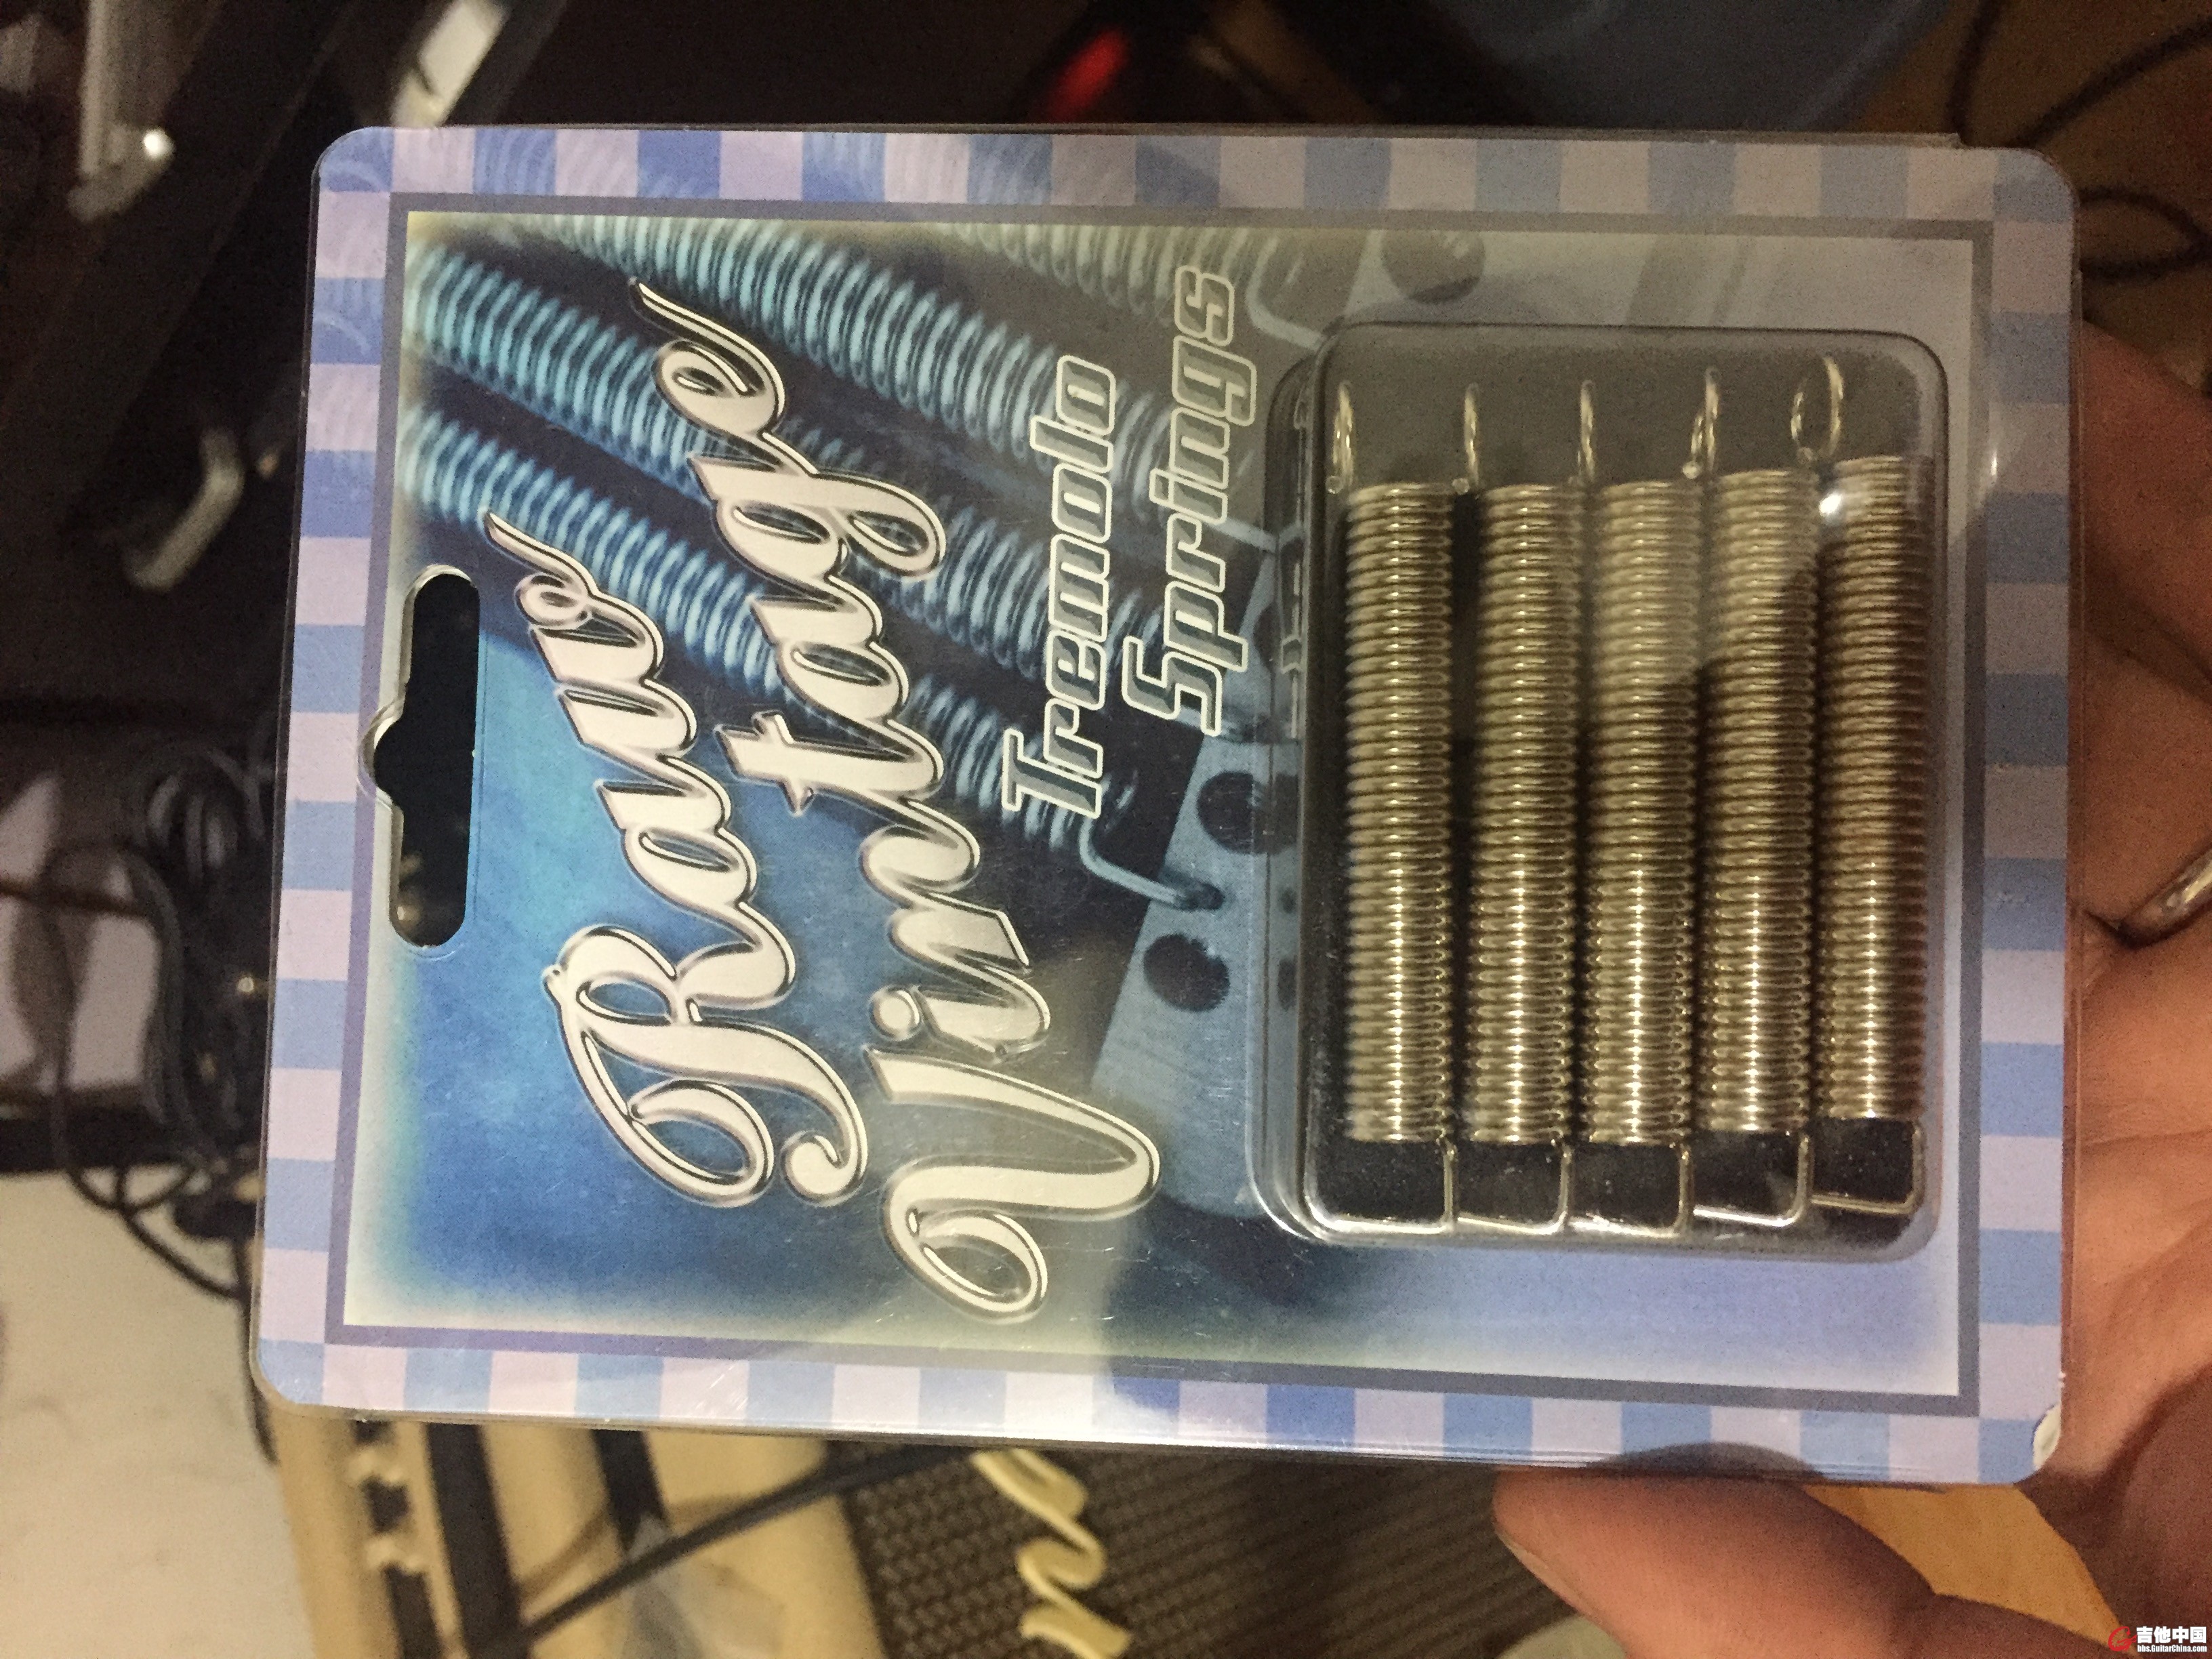 Raw
Vintage
Tremolo
Springs
吉他中国
bbs.GuitarChina.com